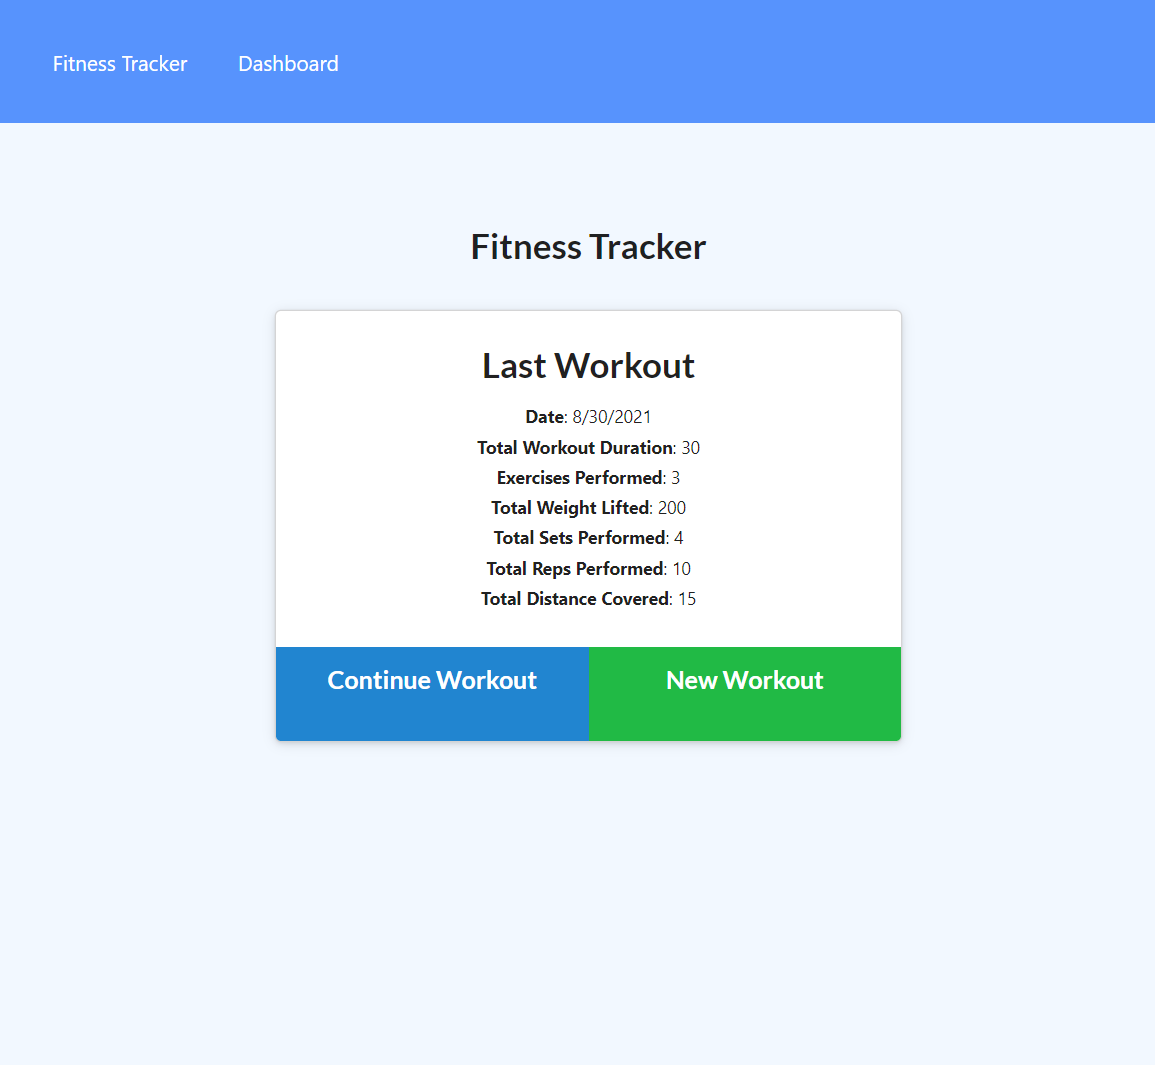 Fitness Tracker Dashboard
Fitness Tracker
Last Workout
Date: 8/30/2021
Total Workout Duration: 30
Exercises Performed: 3
Total Weight Lifted: 200
Total Sets Performed: 4
Total Reps Performed: 10
Total Distance Covered: 15
Continue Workout New Workout